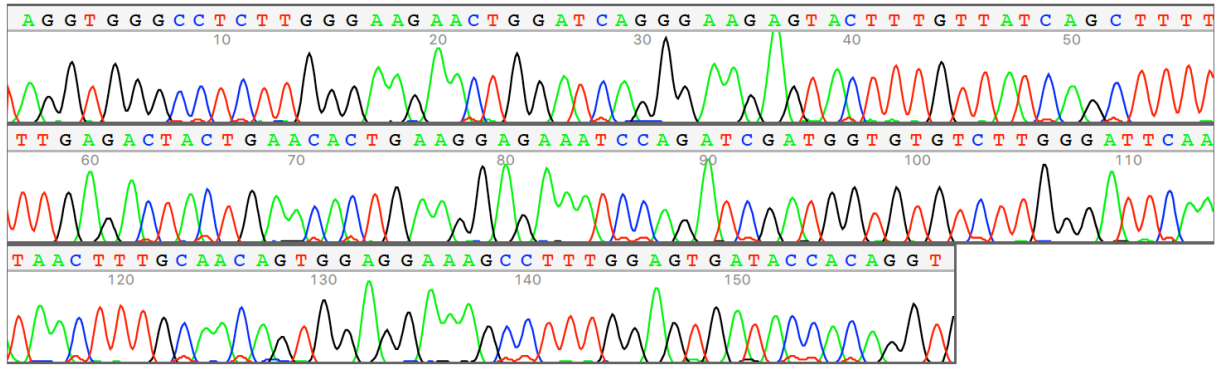 A G G T G G G C C T C T T G G G A A G A A C T G G A T C A G G G A A G A G T A C T T T G T T A T C A G C T T T T
10 20 30 40 50
T T G A G A C T A C T G A A C A C T G A A G G A G A A A T C C A G A T C G A T G G T G T G T C T T G G G A T T C A A
60 70 80 90 100 110
T A A C T T T G C A A C A G T G G A G G A A A G C C T T T G G A G T G A T A C C A C A G G T
120 130 140 150